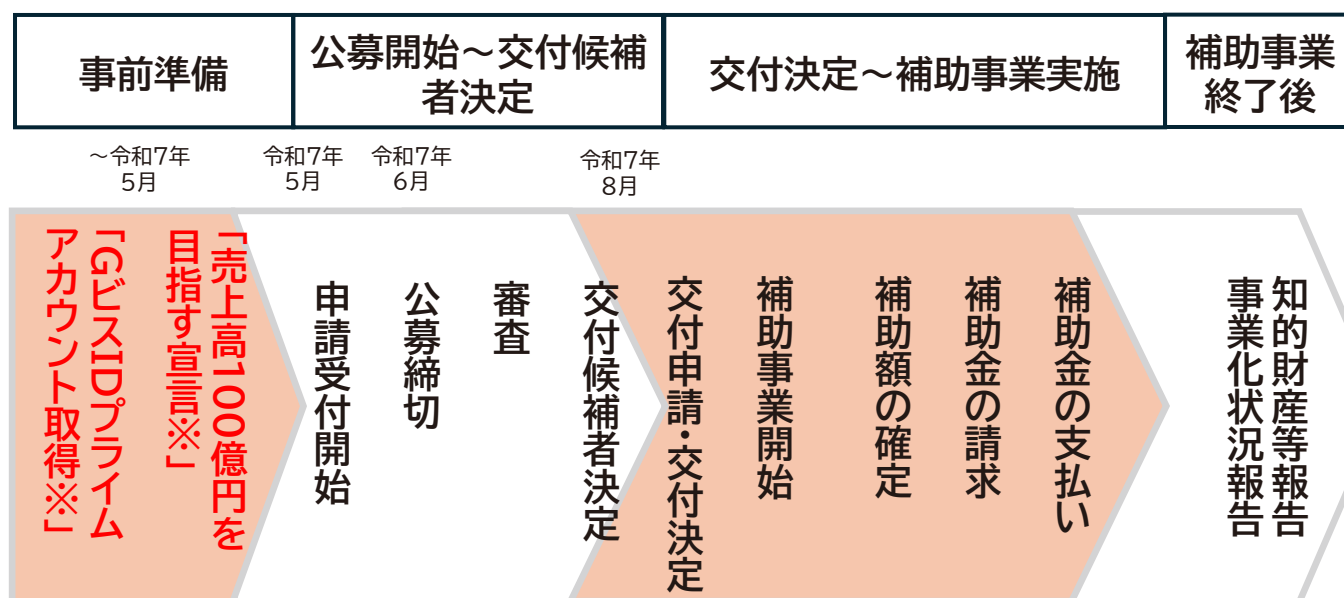 事前準備
公募開始～交付候補
者決定
交付決定～補助事業実施
補助事業
終了後
～令和7年
5月
令和7年
5月
令和7年
6月
令和7年
8月
「売上高100億円を
目指す宣言※」
「GビズIDプライム
アカウント取得※」
申請受付開始
公募締切
審査
交付候補者決定
交付申請・交付決定
補助事業開始
補助額の確定
補助金の請求
補助金の支払い
知的財産等報告
事業化状況報告